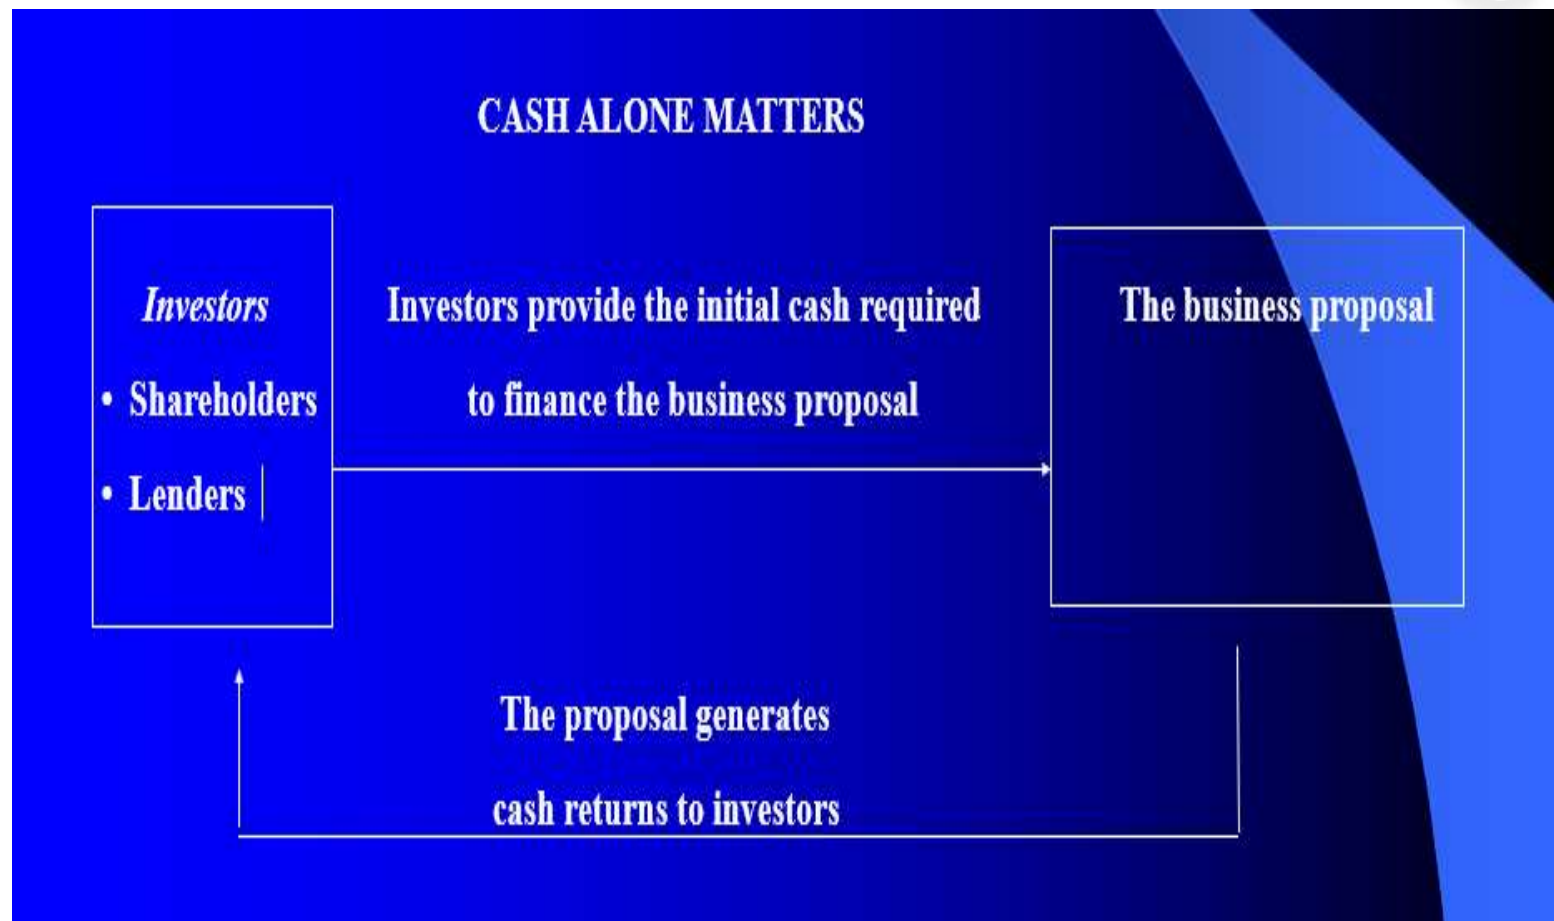 CASH ALONE MATTERS
Investors
• Shareholders
• Lenders
Investors provide the initial cash required
to finance the business proposal
The business proposal
The proposal generates
cash returns to investors